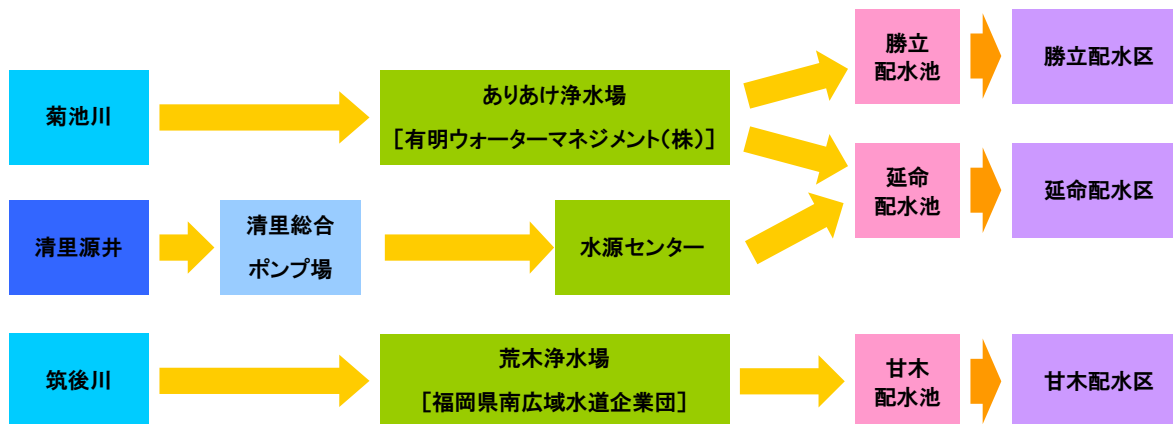 菊池川
ありあけ浄水場
［有明ウォーターマネジメント（株）］
勝立
配水池
勝立配水区
延命
配水池
延命配水区
清里源井
清里総合
ポンプ場
水源センター
筑後川
荒木浄水場
［福岡県南広域水道企業団］
甘木
配水池
甘木配水区